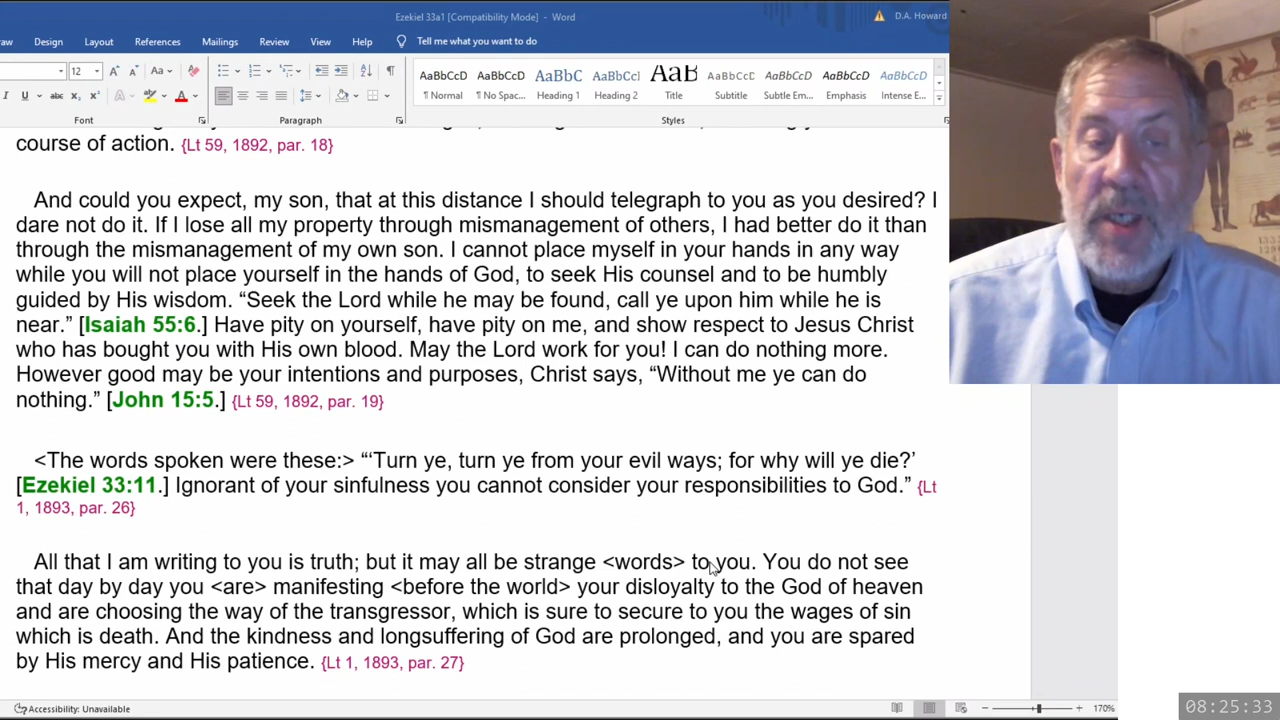 Ezekiel 33a1 [Compatibility Mode] - Word
D.A. Howard
aw Design Layout References Mailings Review View Help Tell me what you want to do
12 Aa
AaBbCcD AaBbCcD AaBbC AaBbCcI AaB AaBbCcD AaBbCcD AaBbCcD AaBbCcD
¶ Normal ¶ No Spac... Heading 1 Heading 2 Title Subtitle Subtle Em... Emphasis Intense E...
I U abc x₂ x² A A
Font Paragraph Styles
course of action. {Lt 59, 1892, par. 18}
And could you expect, my son, that at this distance I should telegraph to you as you desired? I
dare not do it. If I lose all my property through mismanagement of others, I had better do it than
through the mismanagement of my own son. I cannot place myself in your hands in any way
while you will not place yourself in the hands of God, to seek His counsel and to be humbly
guided by His wisdom. “Seek the Lord while he may be found, call ye upon him while he is
near.” [Isaiah 55:6.] Have pity on yourself, have pity on me, and show respect to Jesus Christ
who has bought you with His own blood. May the Lord work for you! I can do nothing more.
However good may be your intentions and purposes, Christ says, “Without me ye can do
nothing.” [John 15:5.] {Lt 59, 1892, par. 19}
<The words spoken were these:> “‘Turn ye, turn ye from your evil ways; for why will ye die?’
[Ezekiel 33:11.] Ignorant of your sinfulness you cannot consider your responsibilities to God.” {Lt
1, 1893, par. 26}
All that I am writing to you is truth; but it may all be strange <words> to you. You do not see
that day by day you <are> manifesting <before the world> your disloyalty to the God of heaven
and are choosing the way of the transgressor, which is sure to secure to you the wages of sin
which is death. And the kindness and longsuffering of God are prolonged, and you are spared
by His mercy and His patience. {Lt 1, 1893, par. 27}
Accessibility: Unavailable
170%
08:25:33